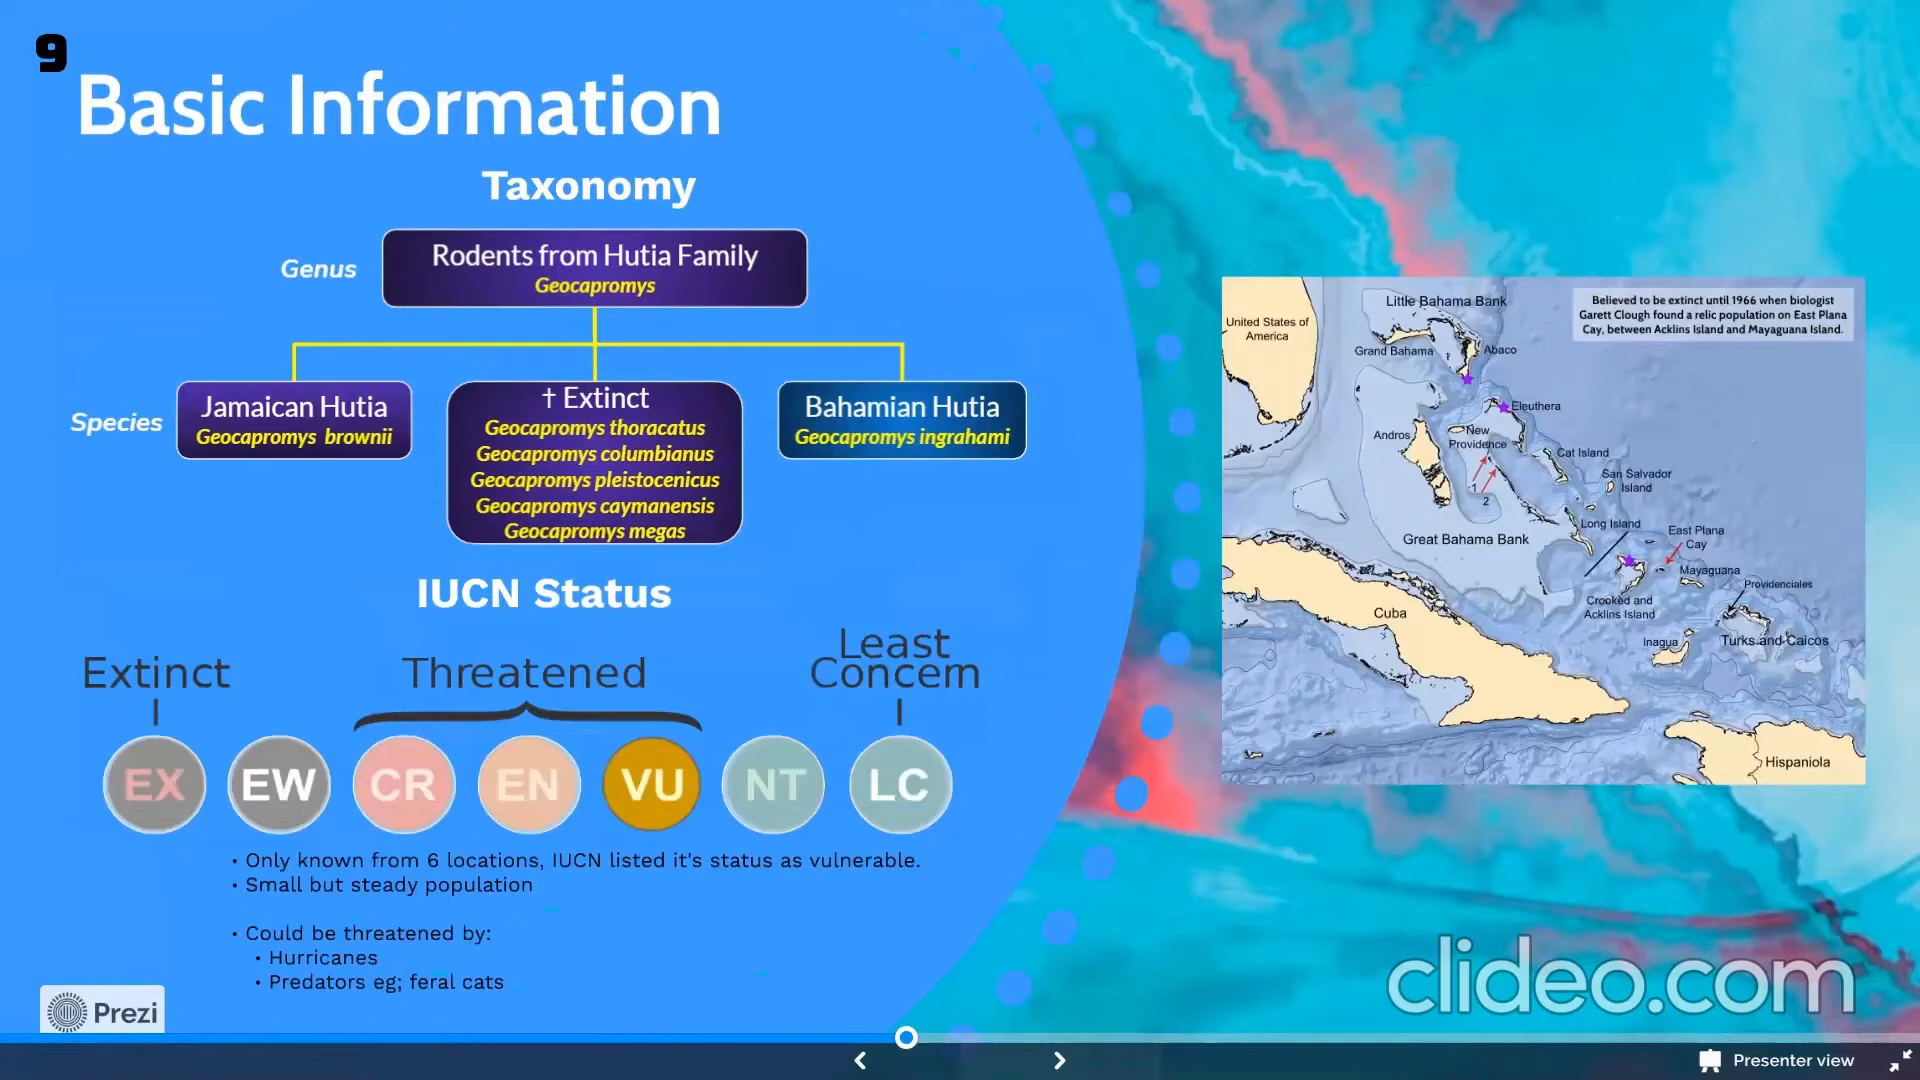 9
Basic Information
Taxonomy
Genus
Rodents from Hutia Family
Geocapromys
Species
Jamaican Hutia
Geocapromys brownii
† Extinct
Geocapromys thoracatus
Geocapromys columbianus
Geocapromys pleistocenicus
Geocapromys caymanensis
Geocapromys megas
Bahamian Hutia
Geocapromys ingrahami
IUCN Status
Extinct
Threatened
Least
Concern
EX
EW
CR
EN
VU
NT
LC
• Only known from 6 locations, IUCN listed it's status as vulnerable.
• Small but steady population
• Could be threatened by:
• Hurricanes
• Predators eg; feral cats
Believed to be extinct until 1966 when biologist
Garett Clough found a relic population on East Plana
Cay, between Acklins Island and Mayaguana Island.
United States of
America
Little Bahama Bank
Grand Bahama
Abaco
Eleuthera
Andros
New
Providence
Cat Island
San Salvador
Island
1
2
Long Island
East Plana
Cay
Great Bahama Bank
Mayaguana
Providenciales
Crooked and
Acklins Island
Cuba
Inagua
Turks and Caicos
Hispaniola
clideo.com
Prezi
Presenter view